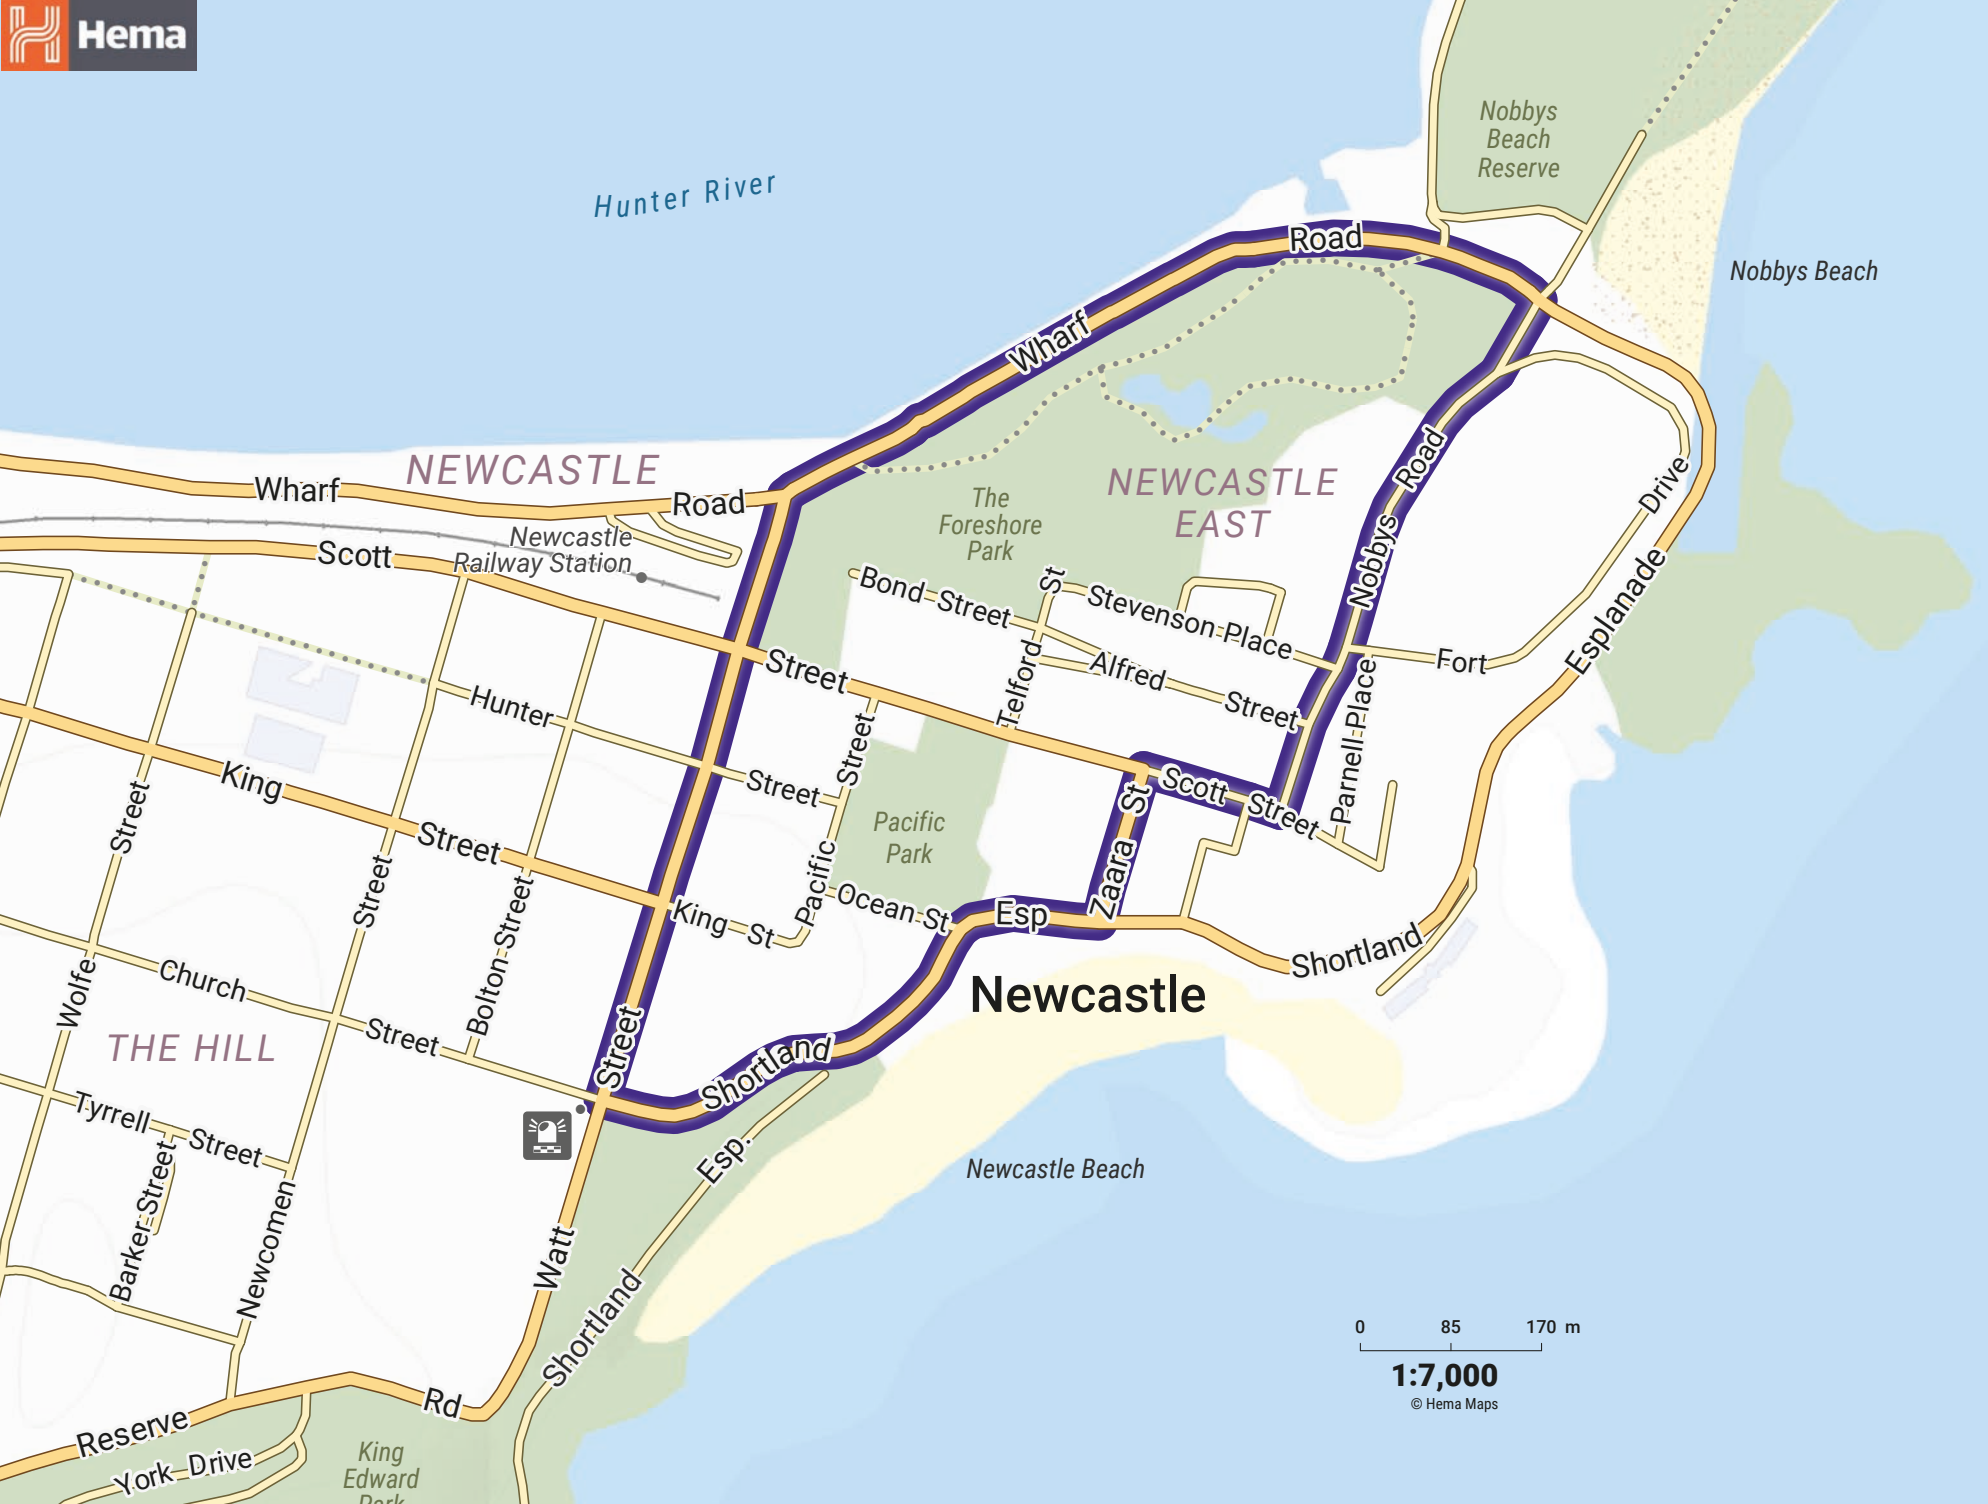 Hema
Nobbys
Beach
Reserve
Hunter River
Road
Nobbys Beach
Wharf
NEWCASTLE
Wharf
Road
Newcastle
Railway Station
Scott
NEWCASTLE
EAST
The
Foreshore
Park
Road
Drive
Nobbys
Bond Street
St
Stevenson Place
Esplanade
Street
Telford
Alfred
Street
Fort
Parnell Place
Hunter
Street
Street
King
Street
Street
Scott
Street
St
Zaara
Pacific
Park
Street
Street
Bolton Street
Pacific
Ocean St
King St
Esp
Shortland
Newcastle
Church
Street
Wolfe
THE HILL
Street
Shortland
Tyrrell
Street
Barker Street
Newcomen
Esp.
Newcastle Beach
Watt
Shortland
Reserve
Rd
York Drive
King
Edward
Park
0 85 170 m
1:7,000
© Hema Maps